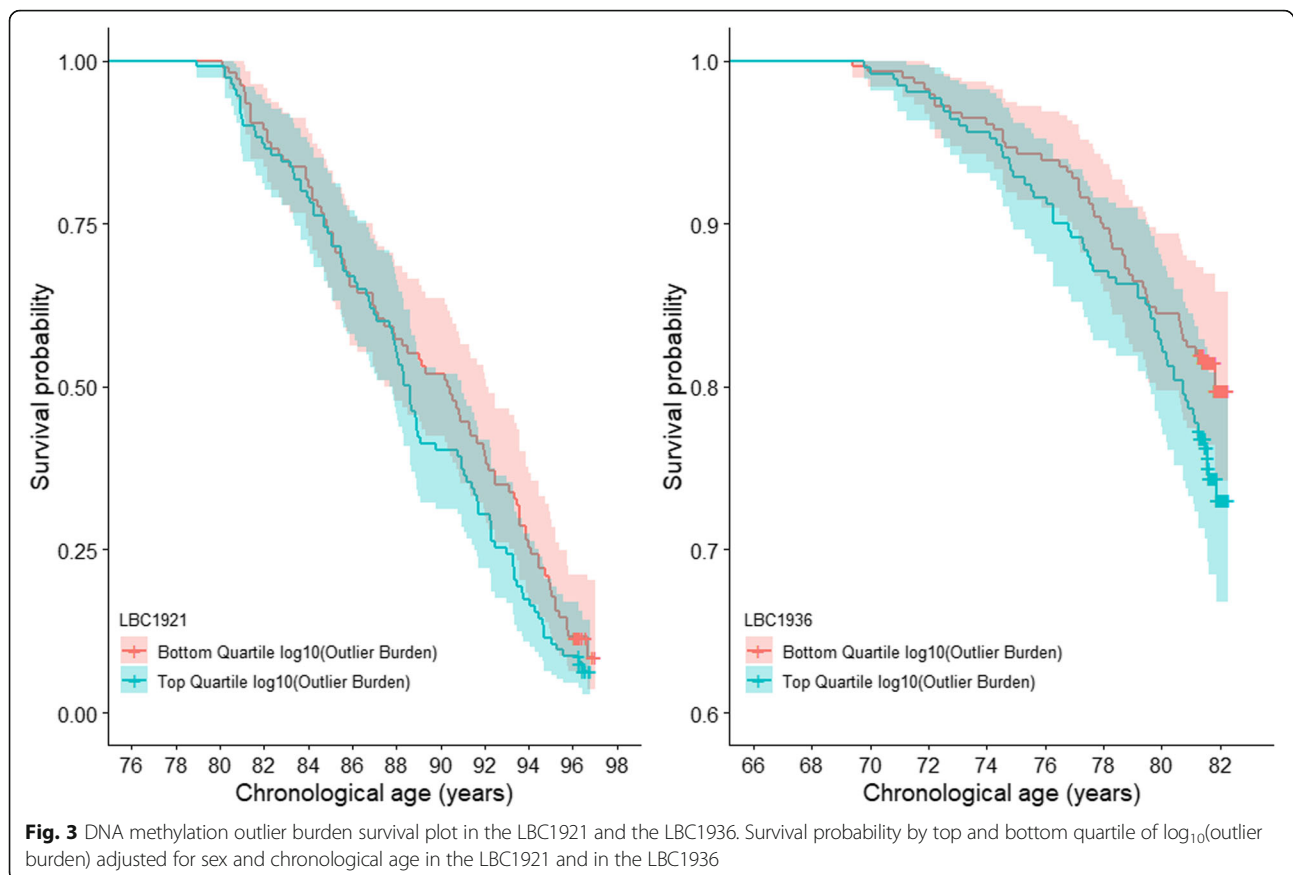 1.00
0.75
0.50
0.25
0.00
Survival probability
LBC1921
Bottom Quartile log10(Outlier Burden)
Top Quartile log10(Outlier Burden)
76 78 80 82 84 86 88 90 92 94 96 98
Chronological age (years)
1.0
0.9
0.8
0.7
0.6
Survival probability
LBC1936
Bottom Quartile log10(Outlier Burden)
Top Quartile log10(Outlier Burden)
66 68 70 72 74 76 78 80 82
Chronological age (years)
Fig. 3 DNA methylation outlier burden survival plot in the LBC1921 and the LBC1936. Survival probability by top and bottom quartile of log₁₀(outlier
burden) adjusted for sex and chronological age in the LBC1921 and in the LBC1936